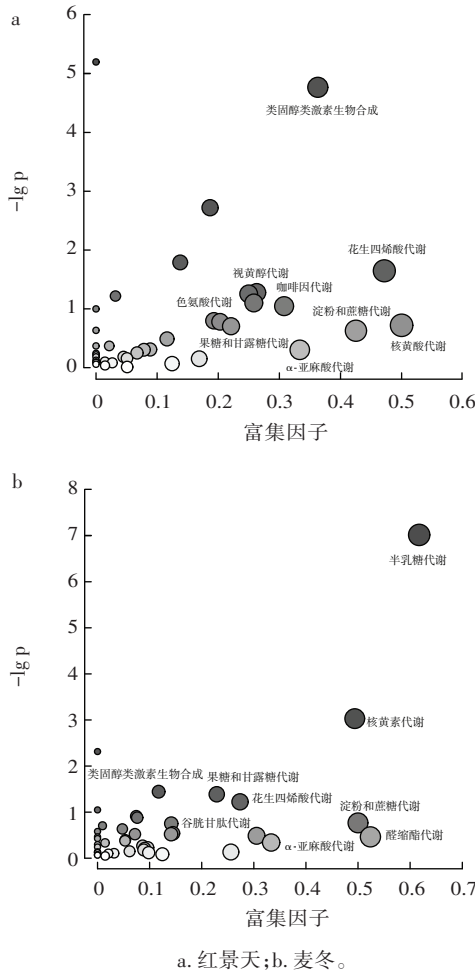 a
6
5
类固醇类激素生物合成
4
-lg p
3
花生四烯酸代谢
2
视黄醇代谢
咖啡因代谢
色氨酸代谢
淀粉和蔗糖代谢
1
果糖和甘露糖代谢
核黄酸代谢
α-亚麻酸代谢
0
0 0.1 0.2 0.3 0.4 0.5 0.6
富集因子
b
8
7
半乳糖代谢
6
5
-lg p
4
3
核黄素代谢
2
类固醇类激素生物合成
果糖和甘露糖代谢
花生四烯酸代谢
淀粉和蔗糖代谢
1
谷胱甘肽代谢
醛缩酯代谢
α-亚麻酸代谢
0
0 0.1 0.2 0.3 0.4 0.5 0.6 0.7
富集因子
a. 红景天;b. 麦冬。